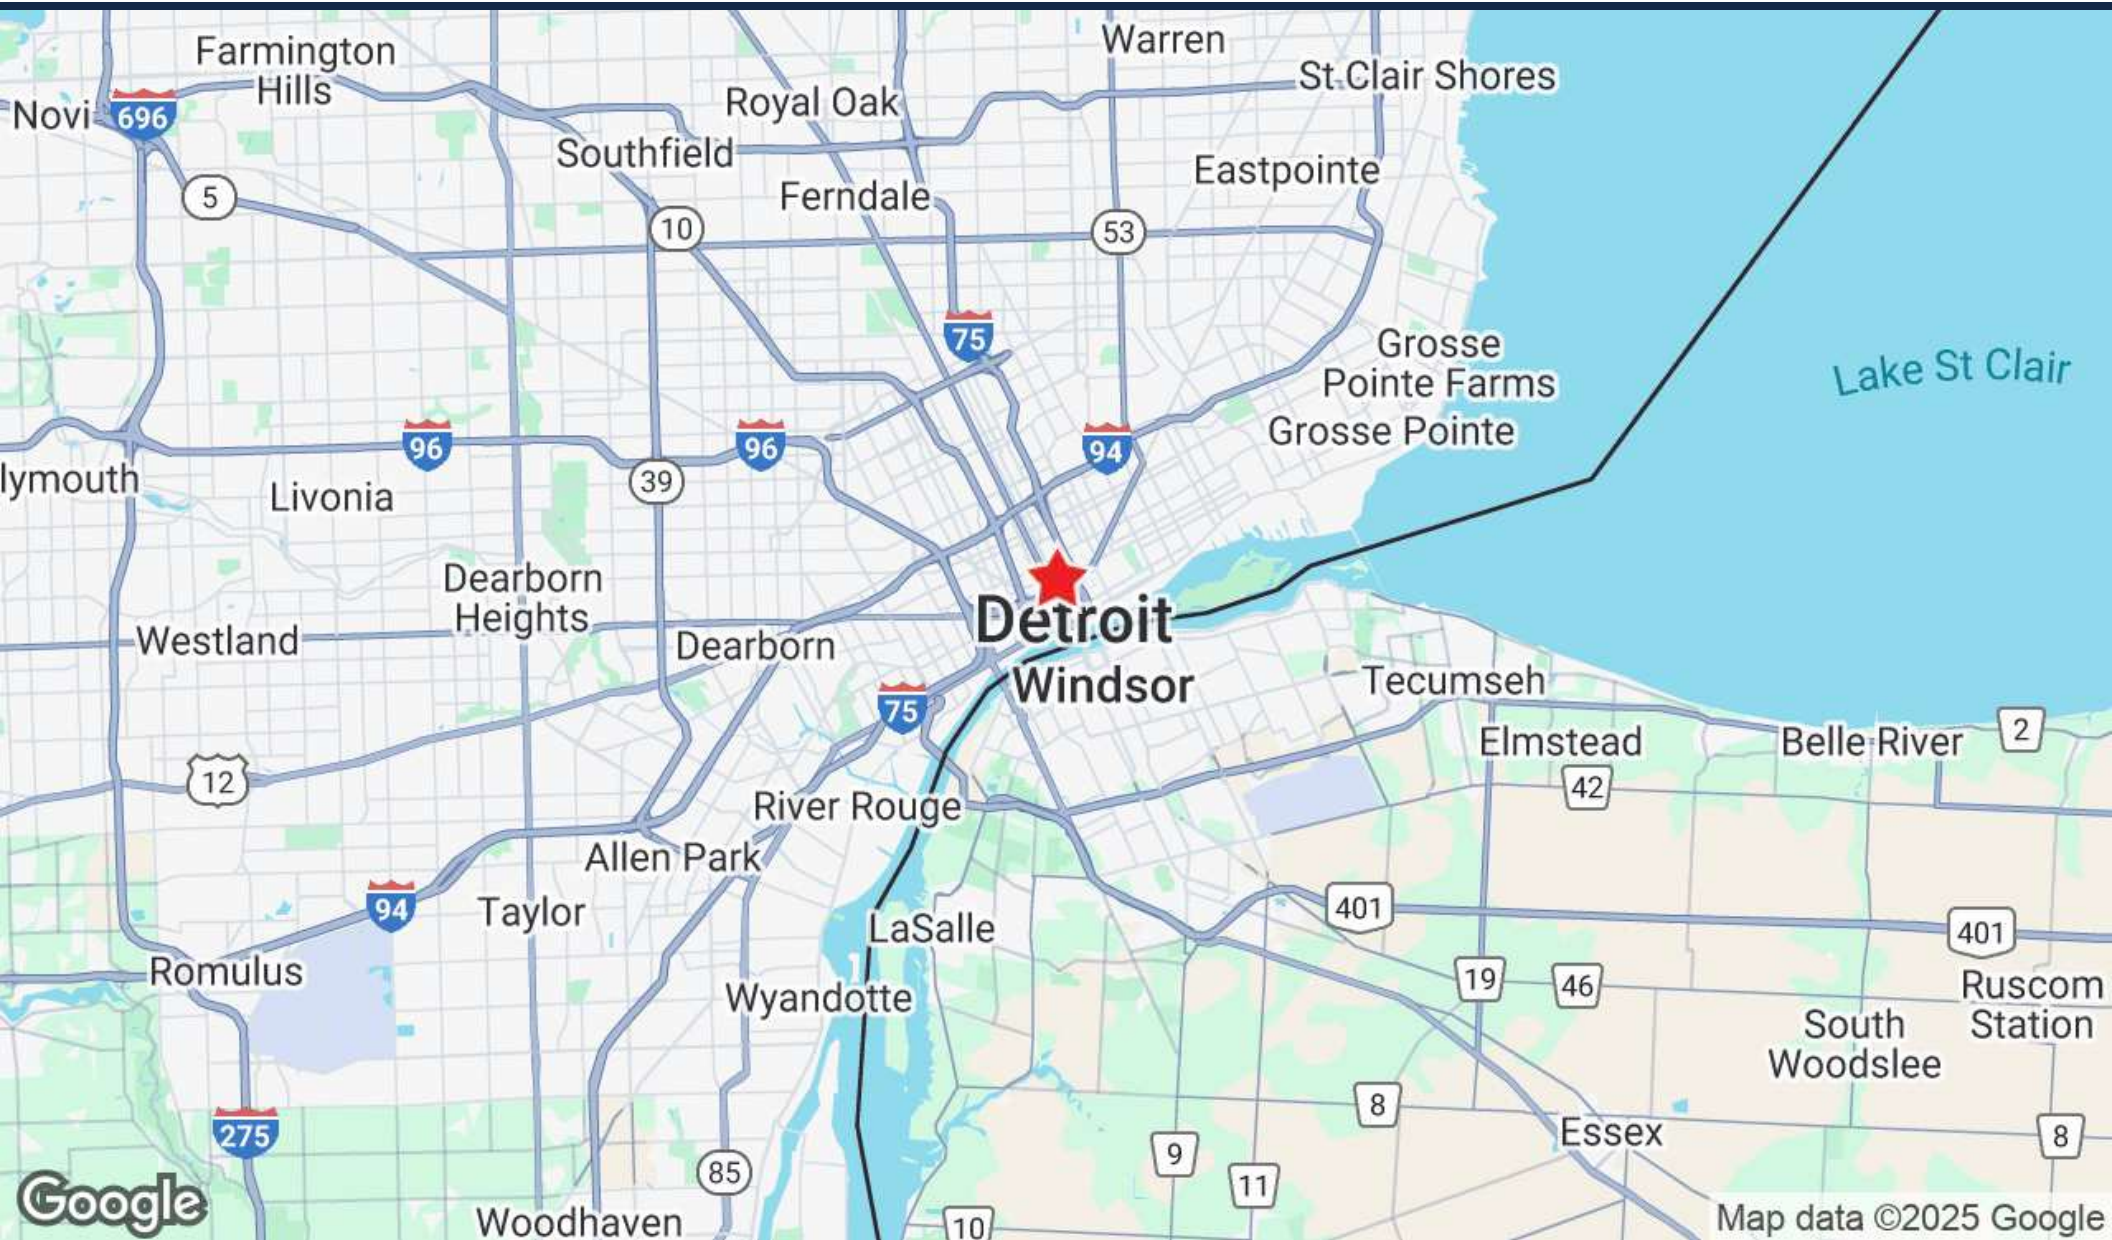 Warren
Farmington
Hills
St Clair Shores
Novi
696
Royal Oak
Southfield
Eastpointe
5
Ferndale
10
53
75
Grosse
Pointe Farms
Lake St Clair
Grosse Pointe
96
96
94
lymouth
39
Livonia
Dearborn
Heights
Detroit
Westland
Dearborn
Windsor
Tecumseh
75
2
Elmstead
Belle River
12
42
River Rouge
Allen Park
94
Taylor
401
LaSalle
401
Romulus
19
46
Ruscom
Station
Wyandotte
South
Woodslee
8
275
Essex
8
9
85
11
Google
Woodhaven
10
Map data ©2025 Google